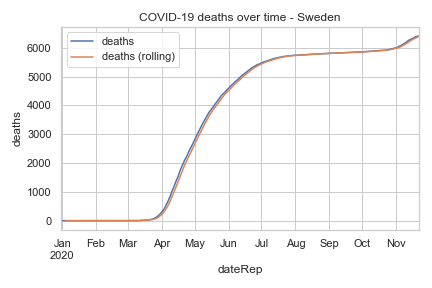 COVID-19 deaths over time - Sweden
deaths
deaths (rolling)
deaths
6000
5000
4000
3000
2000
1000
0
Jan Feb Mar Apr May Jun Jul Aug Sep Oct Nov
2020
dateRep